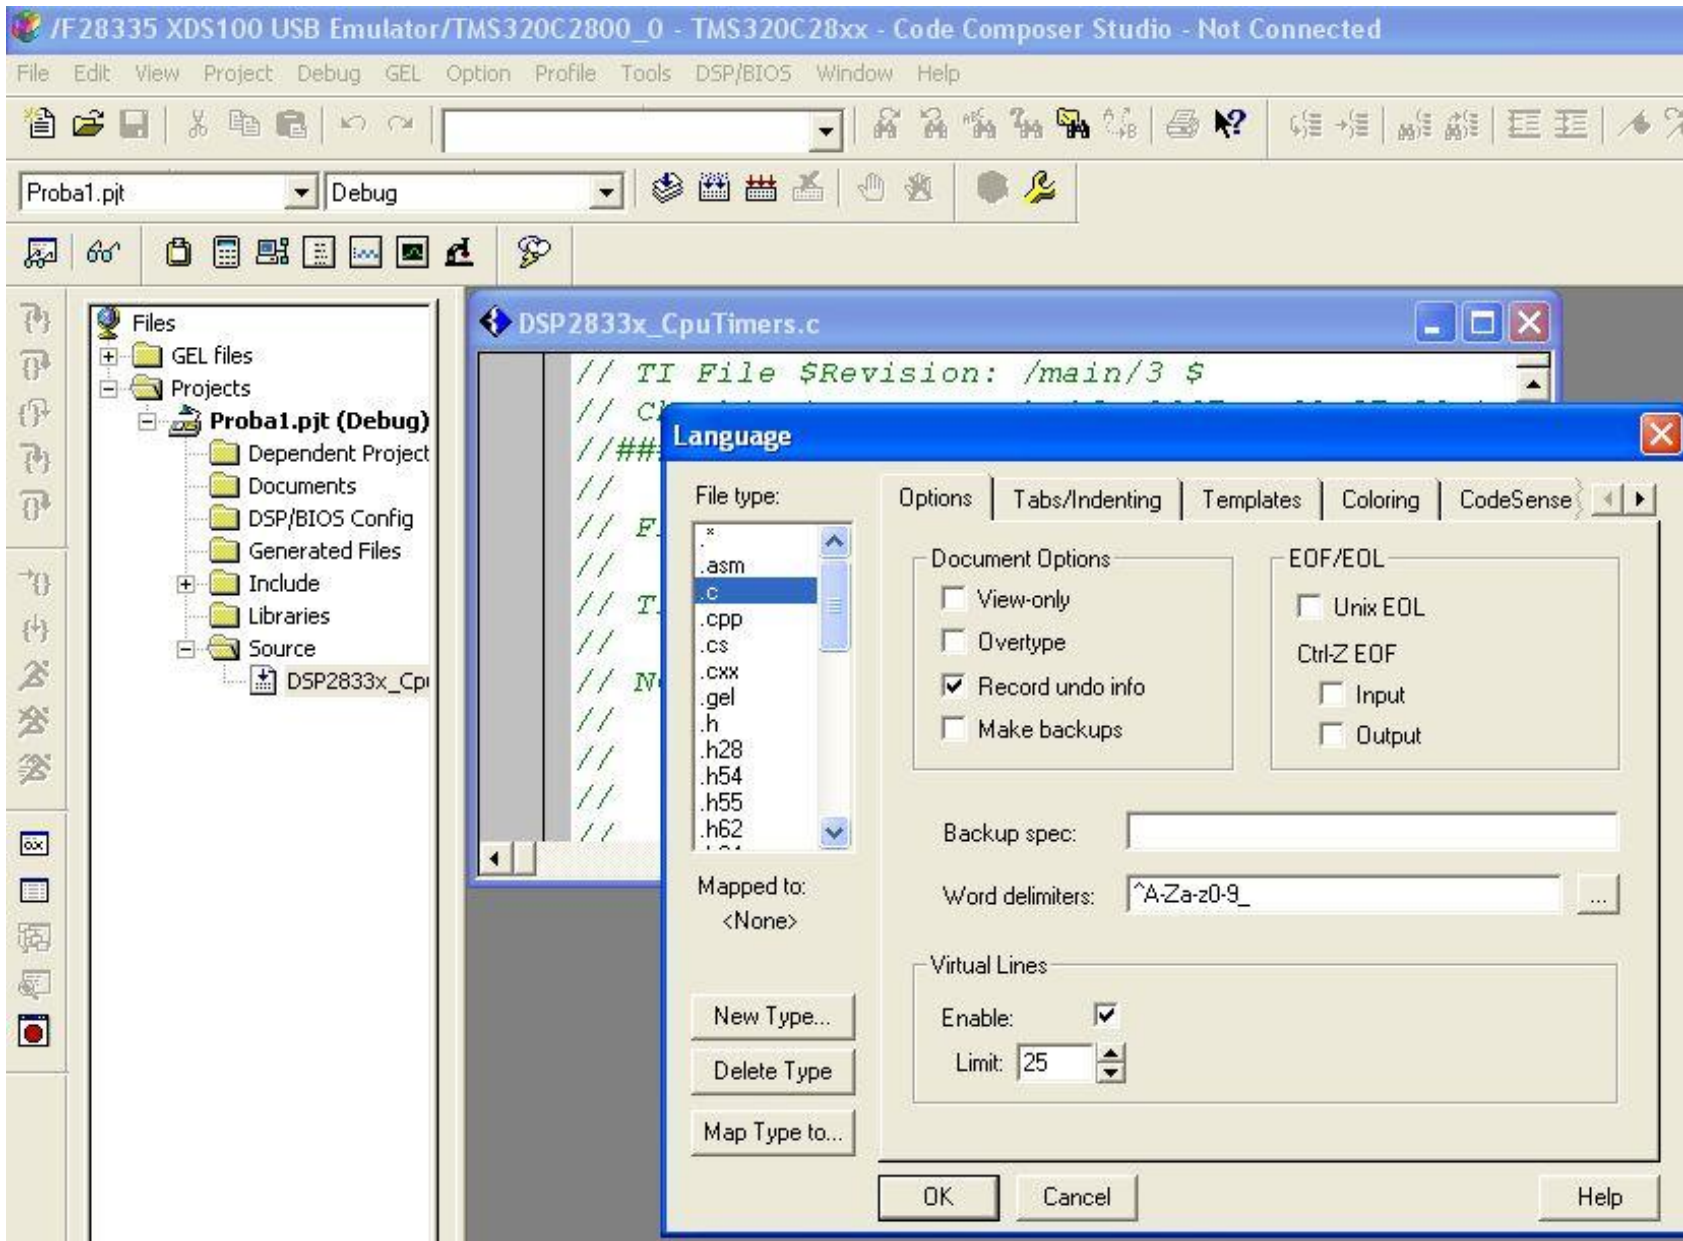 /F28335 XDS100 USB Emulator/TMS320C2800_0 - TMS320C28xx - Code Composer Studio - Not Connected
File Edit View Project Debug GEL Option Profile Tools DSP/BIOS Window Help
Proba1.pjt Debug
Files
GEL files
Projects
Proba1.pjt (Debug)
Dependent Project
Documents
DSP/BIOS Config
Generated Files
Include
Libraries
Source
DSP2833x_Cpu
DSP2833x_CpuTimers.c
// TI File $Revision: /main/3 $
//
//###
//
//
//
//
//
//
//
//
//
//
Language
File type:
.*
.asm
.c
.cpp
.cs
.cxx
.gel
.h
.h28
.h54
.h55
.h62
Mapped to:
<None>
New Type...
Delete Type
Map Type to...
Options Tabs/Indenting Templates Coloring CodeSense
Document Options
View-only
Overtype
Record undo info
Make backups
EOF/EOL
Unix EOL
Ctrl-Z EOF
Input
Output
Backup spec:
Word delimiters: ^A-Za-z0-9_ ...
Virtual Lines
Enable:
Limit: 25
OK Cancel Help